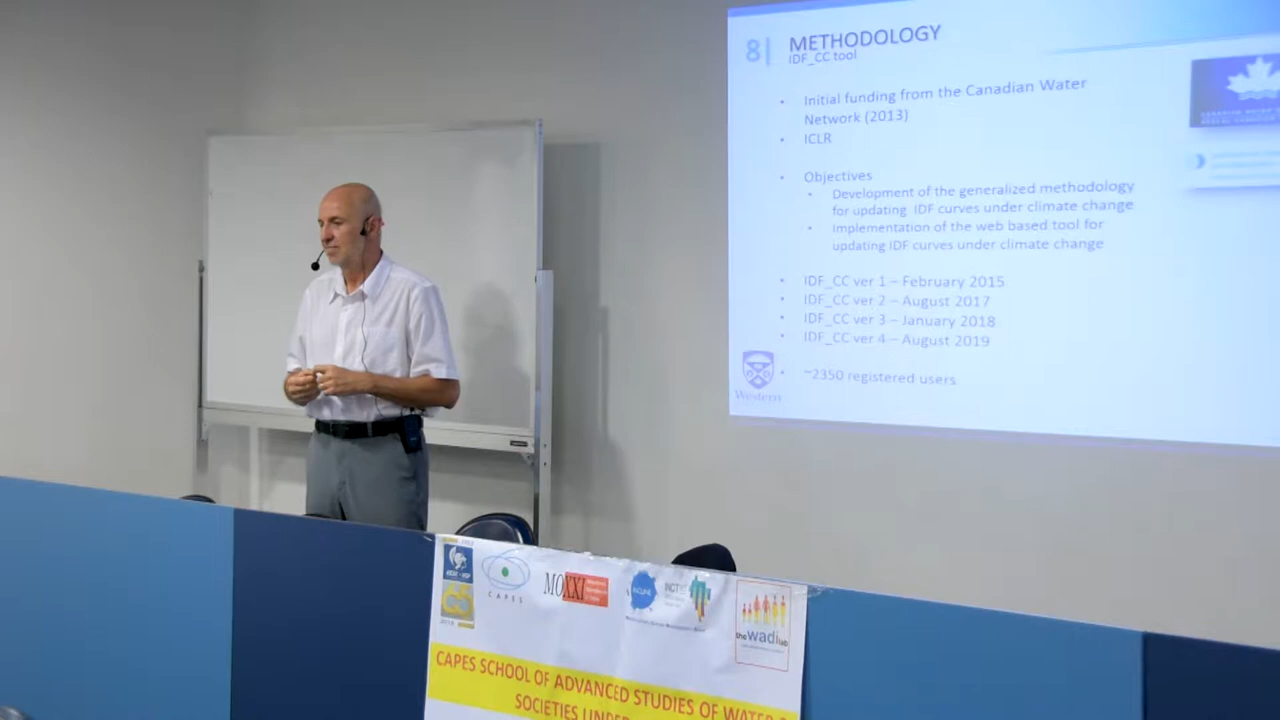 8|
METHODOLOGY
IDF_CC tool
• Initial funding from the Canadian Water
Network (2013)
• ICLR
• Objectives
• Development of the generalized methodology
for updating IDF curves under climate change
• Implementation of the web based tool for
updating IDF curves under climate change
• IDF_CC ver 1 – February 2015
• IDF_CC ver 2 – August 2017
• IDF_CC ver 3 – January 2018
• IDF_CC ver 4 – August 2019
• ~2350 registered users
Western
65
CAPES
MOXXI
INCLINE
the wadi lab
CAPES SCHOOL OF ADVANCED STUDIES OF WATER
SOCIETIES UNDER